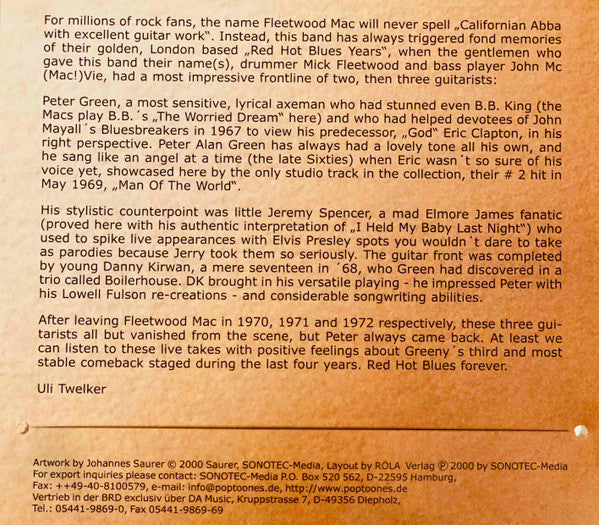 For millions of rock fans, the name Fleetwood Mac will never spell „Californian Abba
with excellent guitar work“. Instead, this band has always triggered fond memories
of their golden, London based „Red Hot Blues Years“, when the gentlemen who
gave this band their name(s), drummer Mick Fleetwood and bass player John Mc
(Mac!)Vie, had a most impressive frontline of two, then three guitarists:
Peter Green, a most sensitive, lyrical axeman who had stunned even B.B. King (the
Macs play B.B.´s „The Worried Dream“ here) and who had helped devotees of John
Mayall´s Bluesbreakers in 1967 to view his predecessor, „God“ Eric Clapton, in his
right perspective. Peter Alan Green has always had a lovely tone all his own, and
he sang like an angel at a time (the late Sixties) when Eric wasn´t so sure of his
voice yet, showcased here by the only studio track in the collection, their # 2 hit in
May 1969, „Man Of The World“.
His stylistic counterpoint was little Jeremy Spencer, a mad Elmore James fanatic
(proved here with his authentic interpretation of „I Held My Baby Last Night“) who
used to spike live appearances with Elvis Presley spots you wouldn´t dare to take
as parodies because Jerry took them so seriously. The guitar front was completed
by young Danny Kirwan, a mere seventeen in ´68, who Green had discovered in a
trio called Boilerhouse. DK brought in his versatile playing - he impressed Peter with
his Lowell Fulson re-creations - and considerable songwriting abilities.
After leaving Fleetwood Mac in 1970, 1971 and 1972 respectively, these three gui-
tarists all but vanished from the scene, but Peter always came back. At least we
can listen to these live takes with positive feelings about Greeny´s third and most
stable comeback staged during the last four years. Red Hot Blues forever.
Uli Twelker
Artwork by Johannes Saurer © 2000 Saurer, SONOTEC-Media, Layout by RÖLA Verlag ℗ 2000 by SONOTEC-Media
For export inquiries please contact: SONOTEC-Media P.O. Box 520 562, D-22595 Hamburg,
Fax: ++49-40-8100579, e-mail: info@poptoones.de, http://www.poptoones.de
Vertrieb in der BRD exclusiv über DA Music, Kruppstrasse 7, D-49356 Diepholz,
Tel.: 05441-9869-0, Fax 05441-9869-69